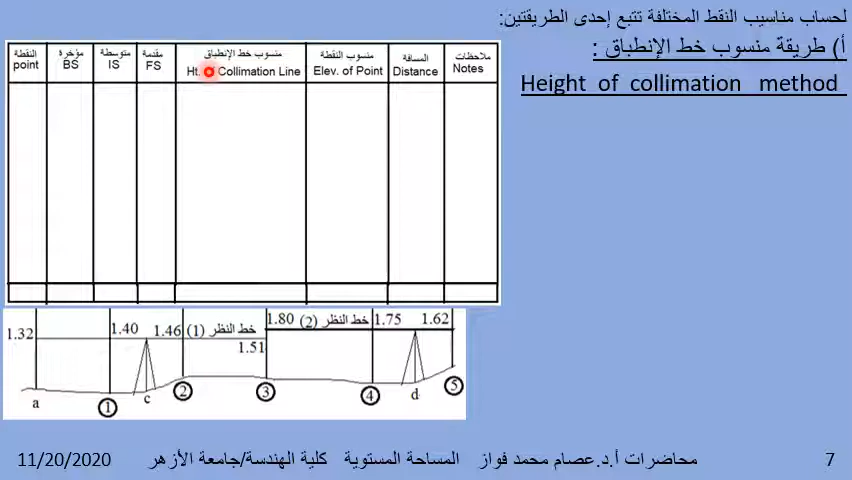 لحساب مناسيب النقط المختلفة تتبع إحدى الطريقتين:
أ) طريقة منسوب خط الإنطباق :
Height of collimation method
النقطة مؤخرة متوسطة مقدمة منسوب خط الإنطباق منسوب النقطة المسافة ملاحظات
point BS IS FS Ht. Collimation Line Elev. of Point Distance Notes
1.32 1.40 1.46 خط النظر (1) 1.80 خط النظر (2) 1.75 1.62
1.51
a 1 c 2 3 4 d 5
11/20/2020 محاضرات أ.د.عصام محمد فواز المساحة المستوية كلية الهندسة/جامعة الأزهر 7